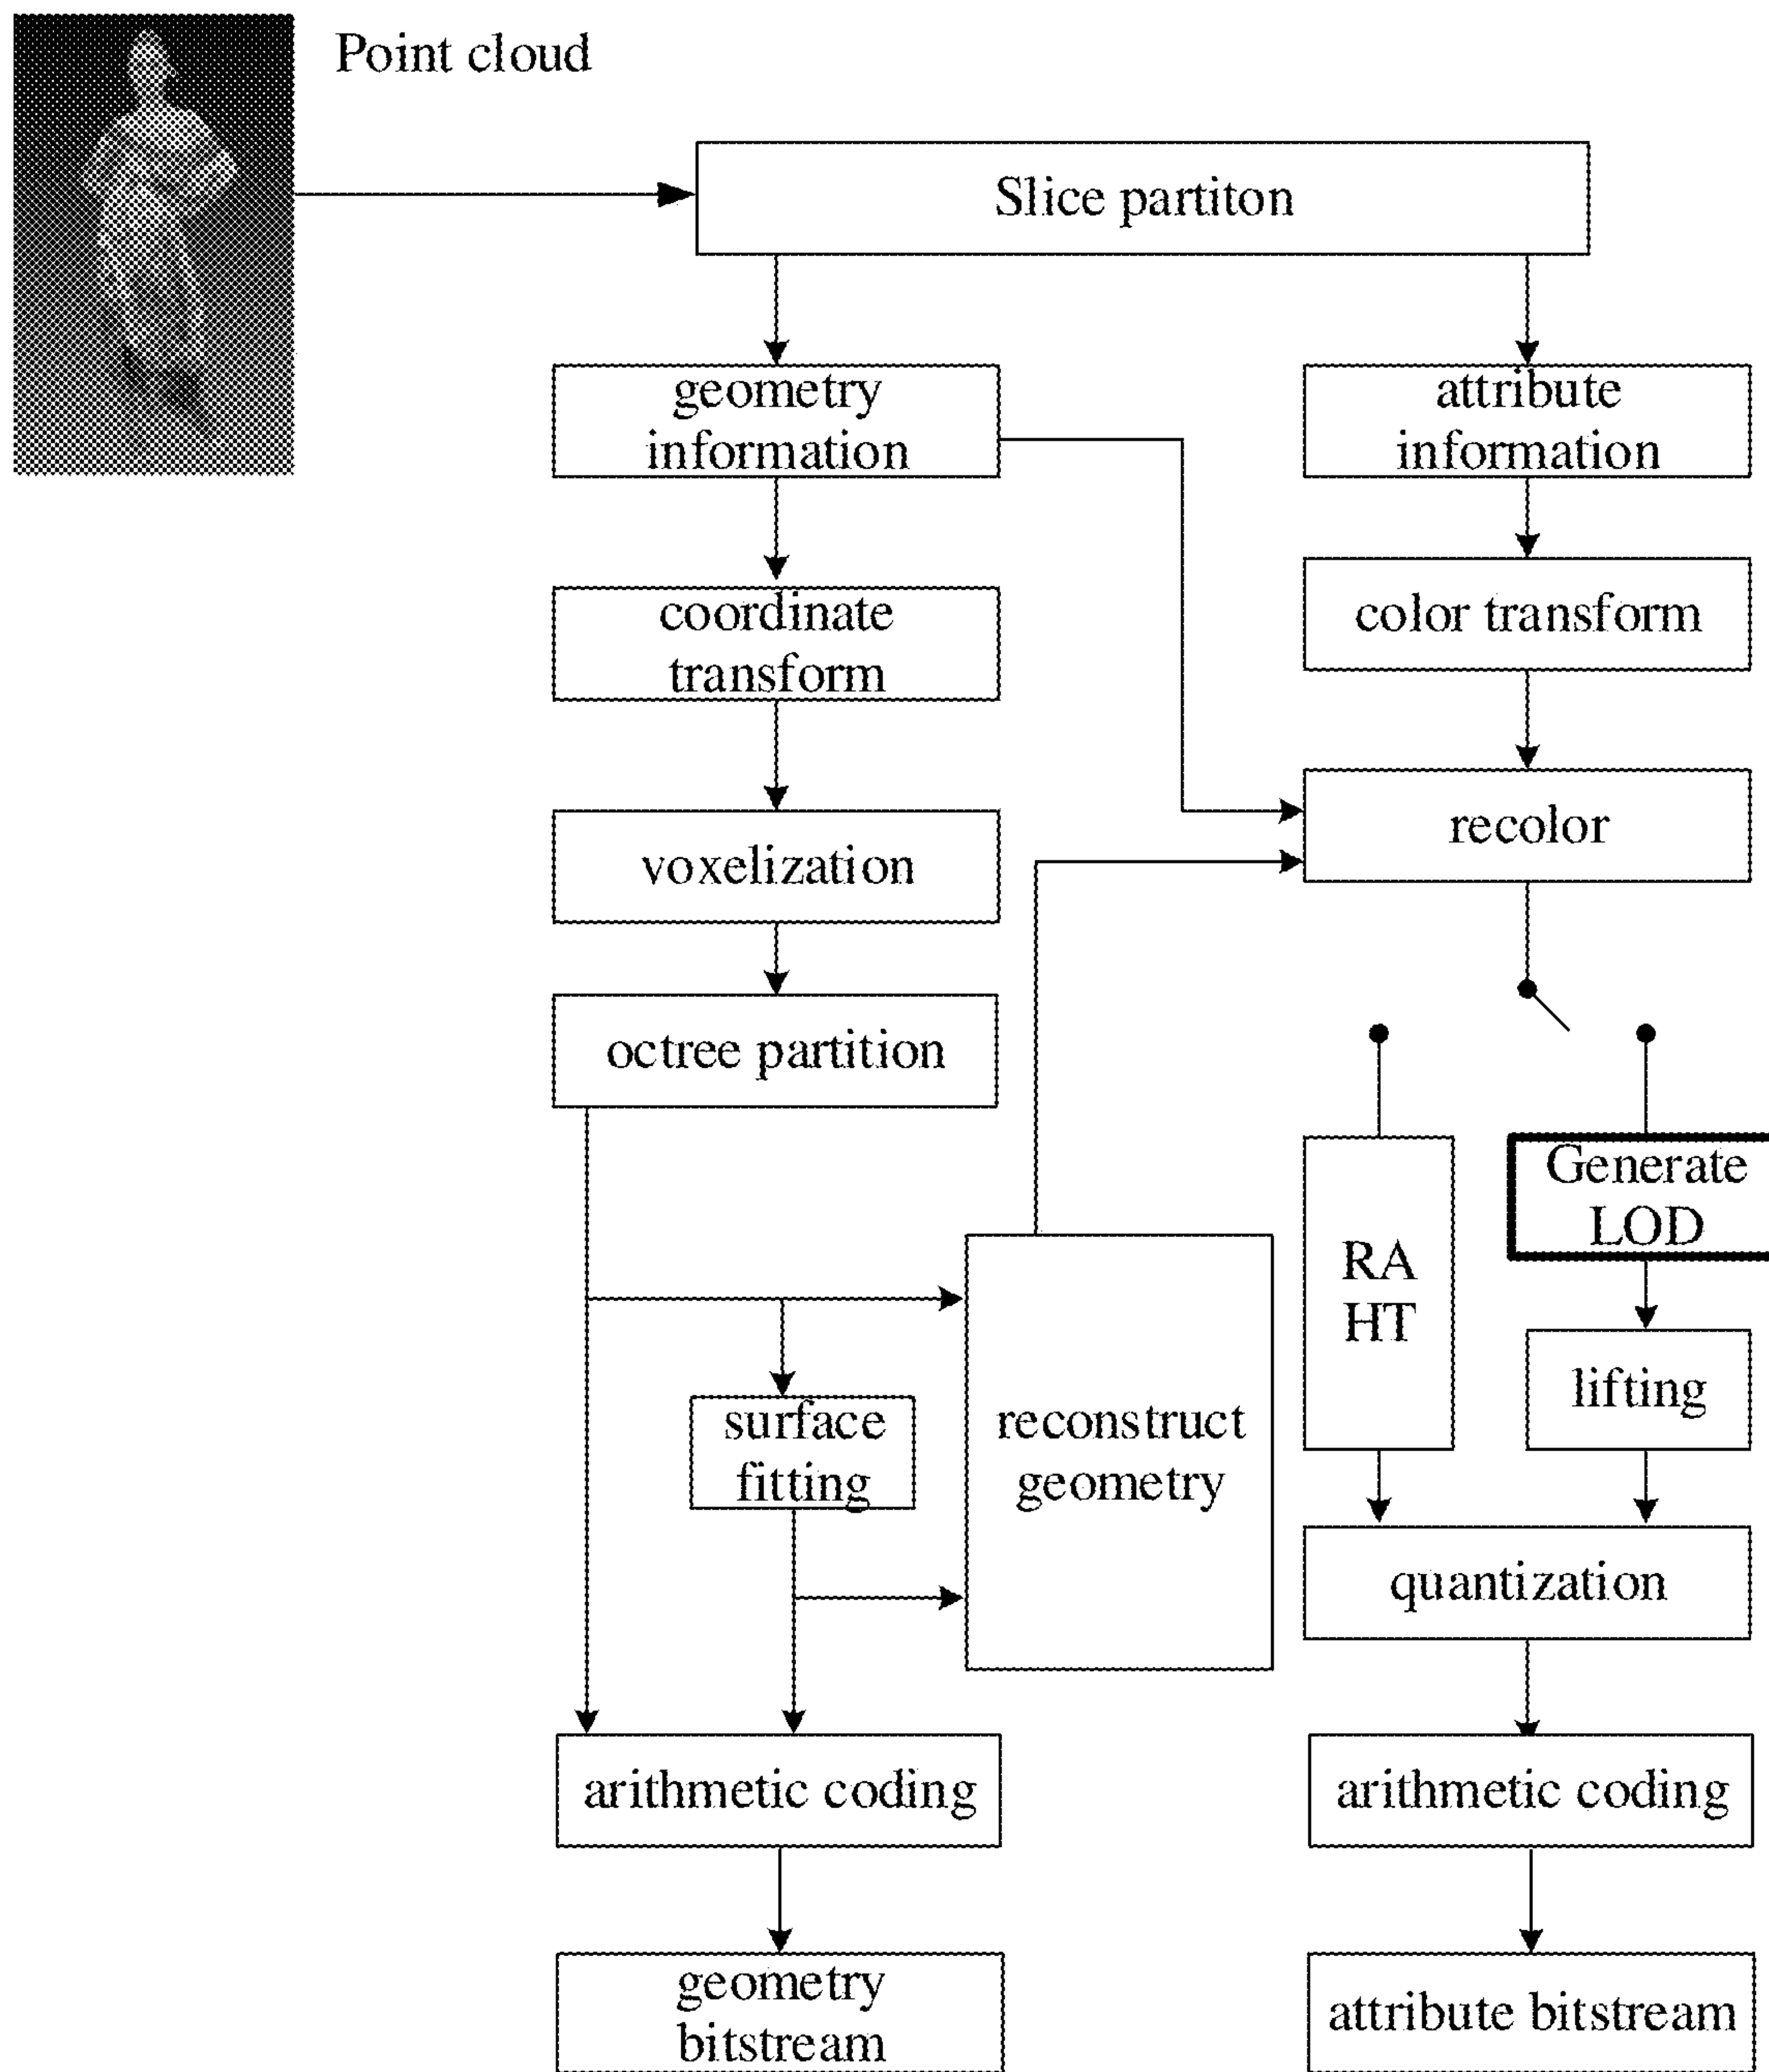 Point cloud
Slice partiton
geometry
information
attribute
information
coordinate
transform
color transform
voxelization
recolor
octree partition
RA
HT
Generate
LOD
surface
fitting
reconstruct
geometry
lifting
quantization
arithmetic coding
arithmetic coding
geometry
bitstream
attribute bitstream